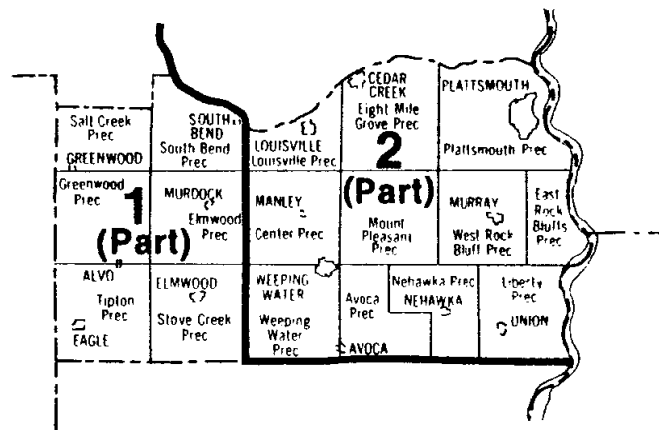 CEDAR
CREEK
Eight Mile
Grove Prec
PLATTSMOUTH
Plattsmouth Prec
Salt Creek
Prec
GREENWOOD
SOUTH
BEND
South Bend
Prec
LOUISVILLE
Louisville Prec
2
(Part)
Greenwood
Prec
1
(Part)
MURDOCK
Elmwood
Prec
MANLEY
Center Prec
Mount
Pleasant
Prec
MURRAY
West Rock
Bluff Prec
East
Rock
Bluffs
Prec
ALVO
Tipton
Prec
EAGLE
ELMWOOD
Stove Creek
Prec
WEEPING
WATER
Weeping
Water
Prec
Avoca
Prec
AVOCA
Nehawka Prec
NEHAWKA
Liberty
Prec
UNION